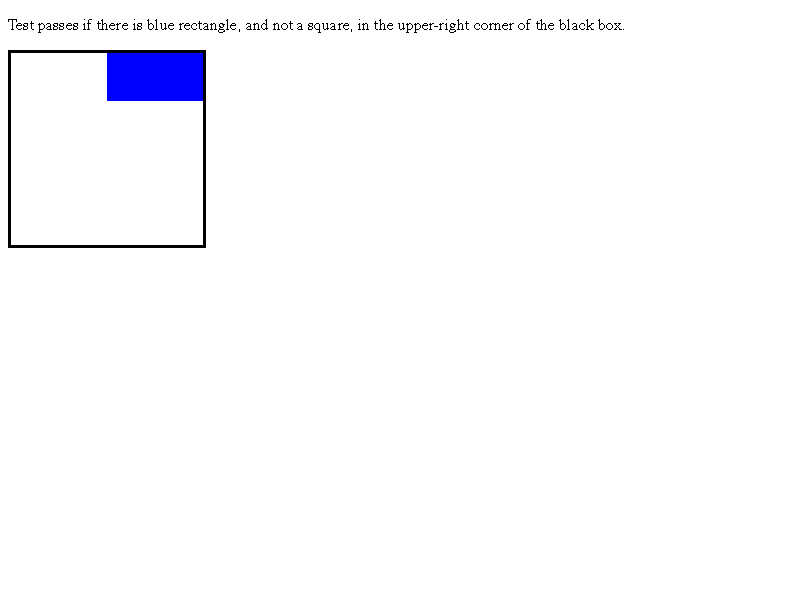 Test passes if there is blue rectangle, and not a square, in the upper-right corner of the black box.